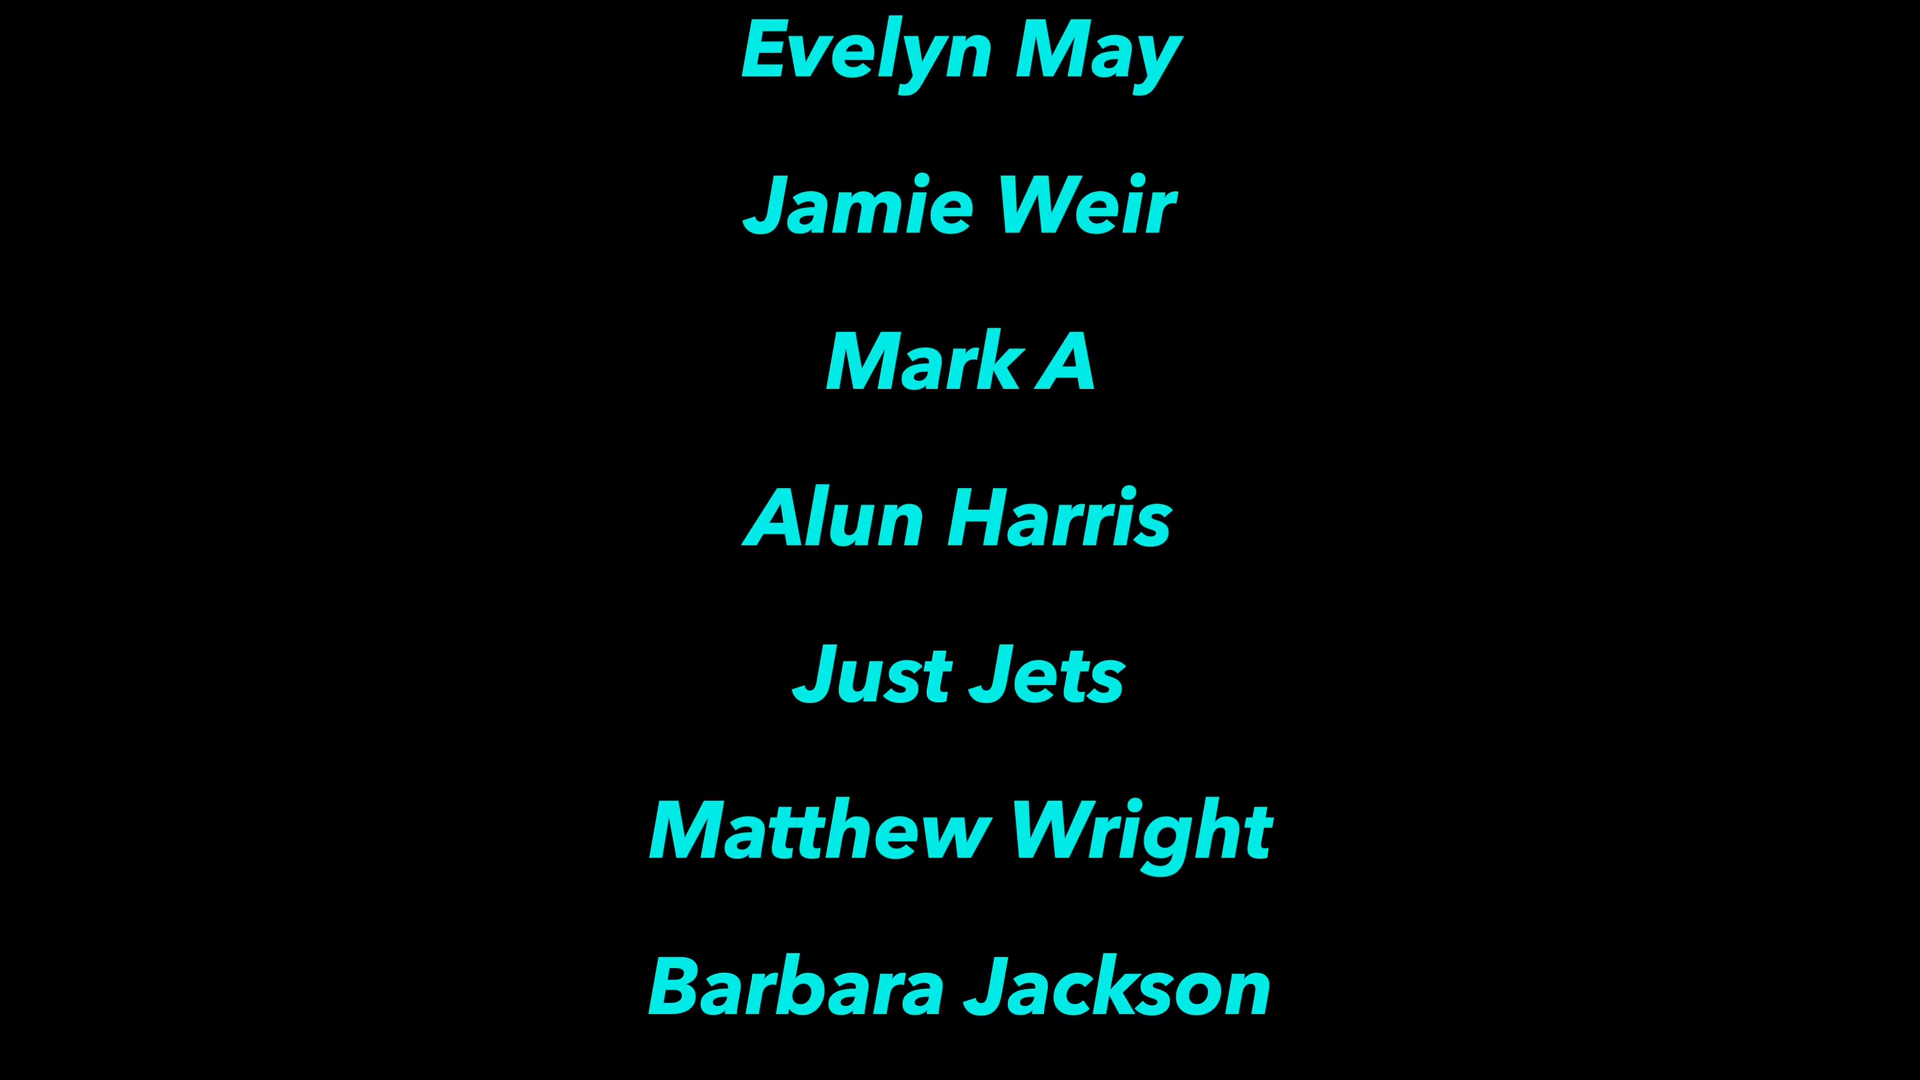 Evelyn May
Jamie Weir
Mark A
Alun Harris
Just Jets
Matthew Wright
Barbara Jackson